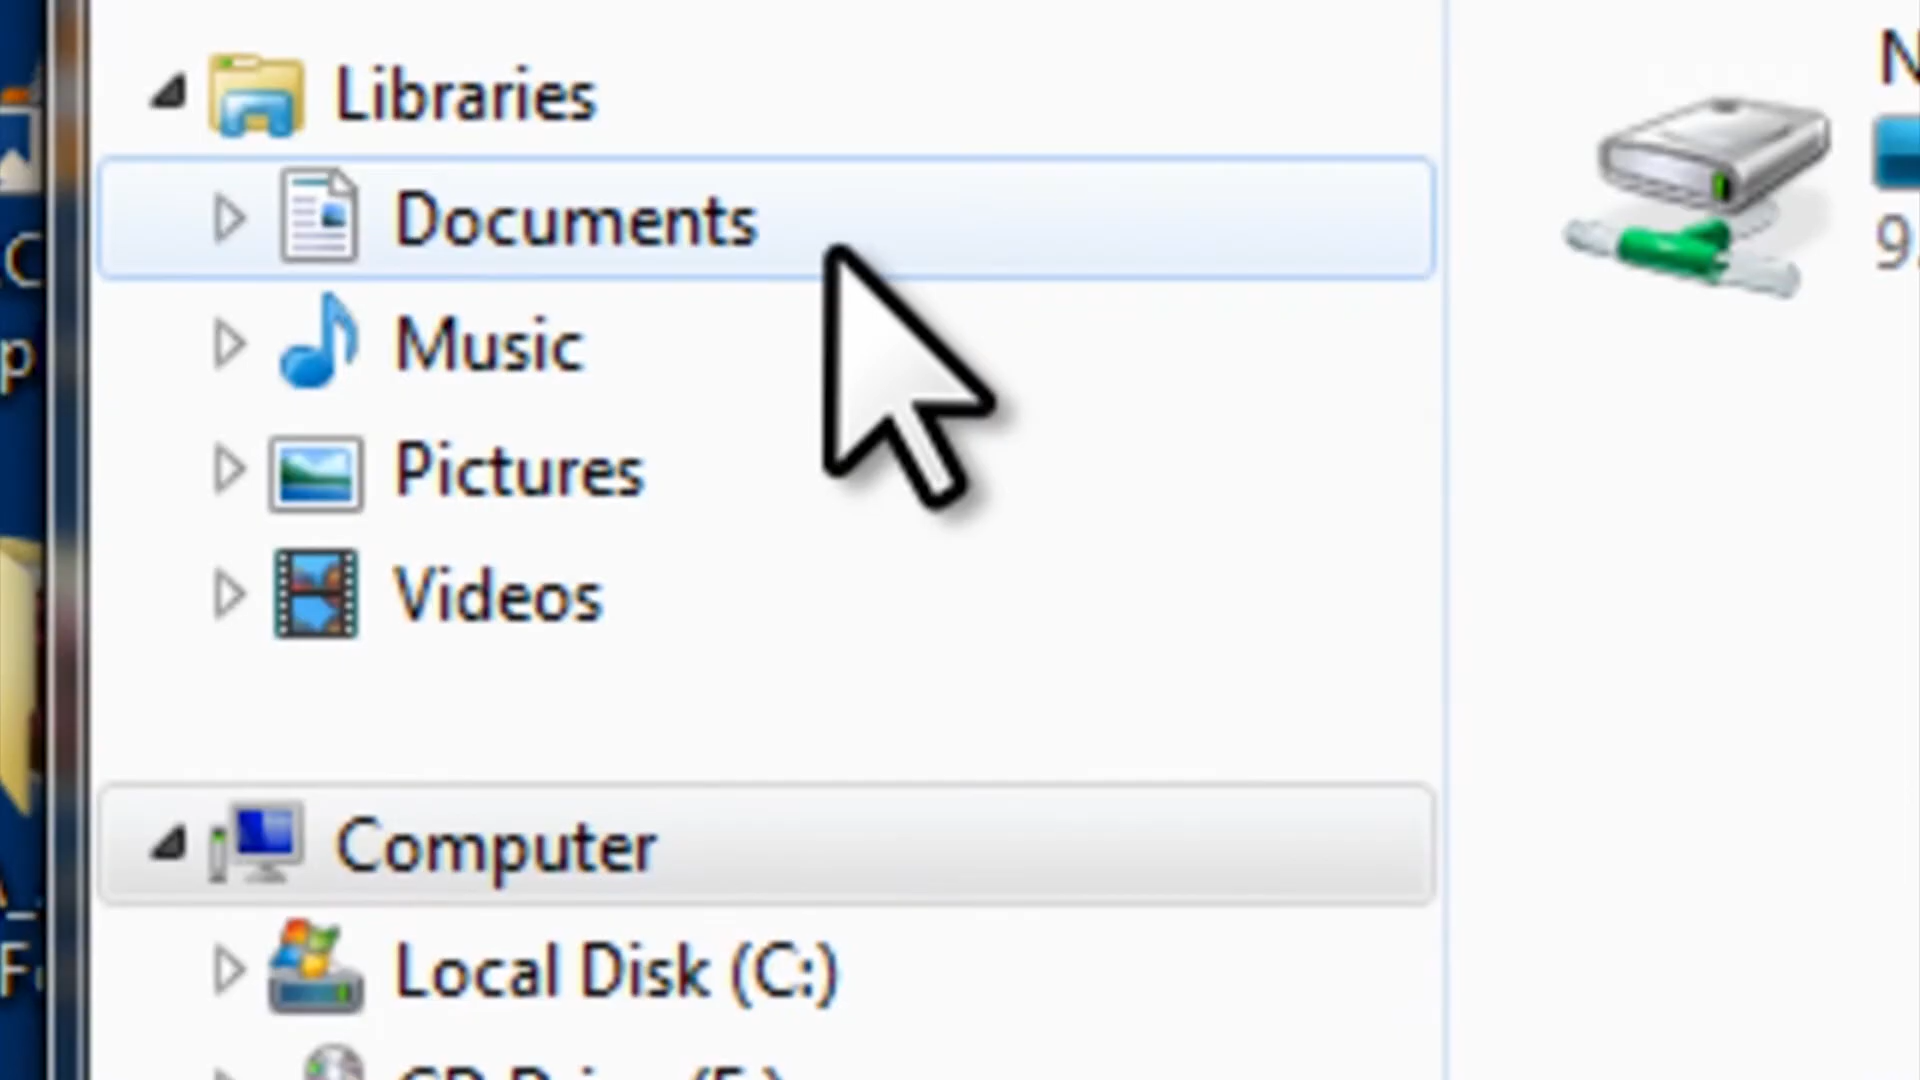 Libraries
Documents
Music
Pictures
Videos
Computer
Local Disk (C:)